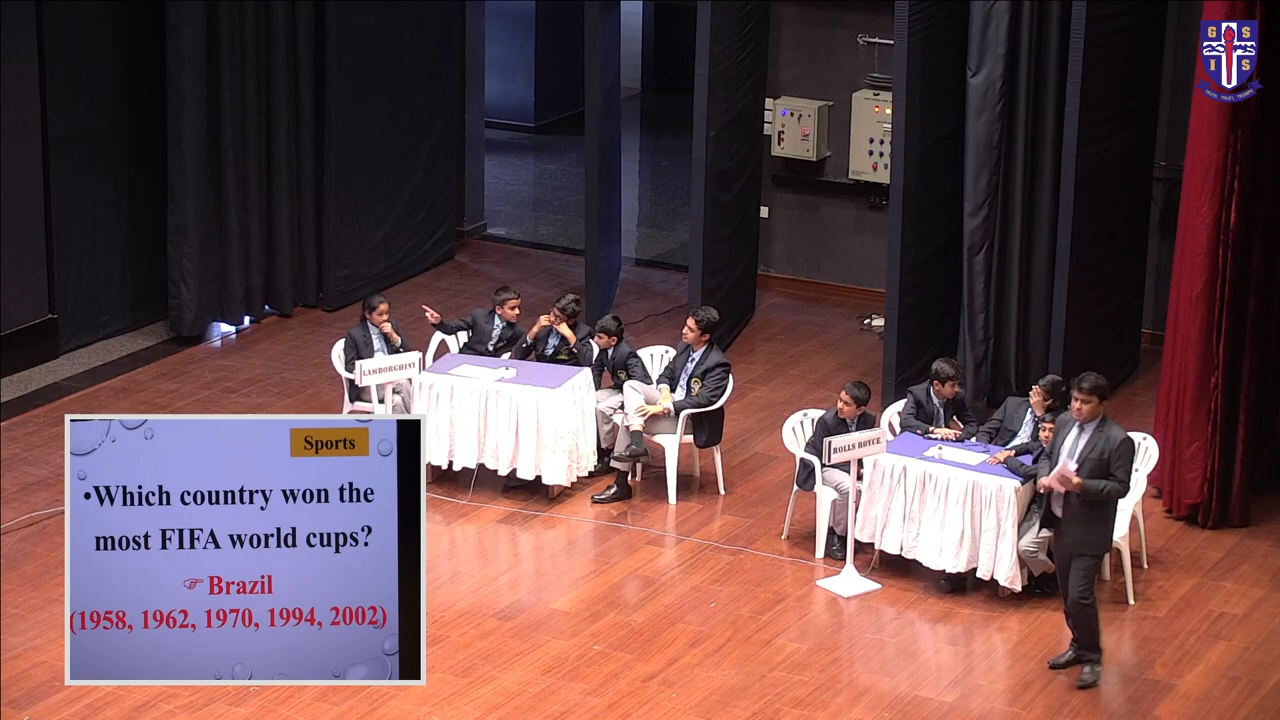 G S
I S
LAMBORGHINI
ROLLS ROYCE
Sports
•Which country won the
most FIFA world cups?
☞Brazil
(1958, 1962, 1970, 1994, 2002)